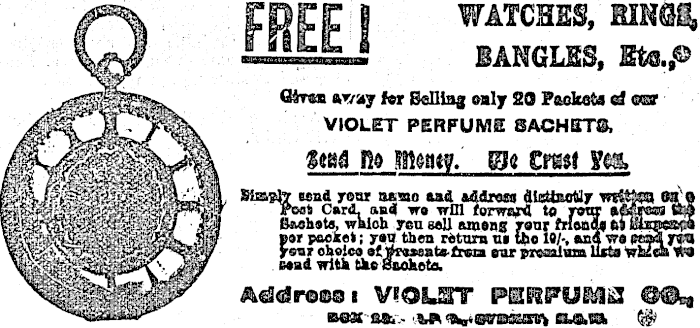 FREE!
WATCHES, RINGS,
BANGLES, Etc.,
Given away for Selling only 20 Packets of our
VIOLET PERFUME SACHETS.
Send No Money. We Trust You.
Simply send your name and address distinctly written on a
Post Card, and we will forward to your address the
Sachets, which you sell among your friends at Sixpence
per packet; you then return us the 10/-, and we send you
your choice of presents from our premium lists which we
send with the Sachets.
Address: VIOLET PERFUME CO.,
BOX G.P.O., SYDNEY, N.S.W.